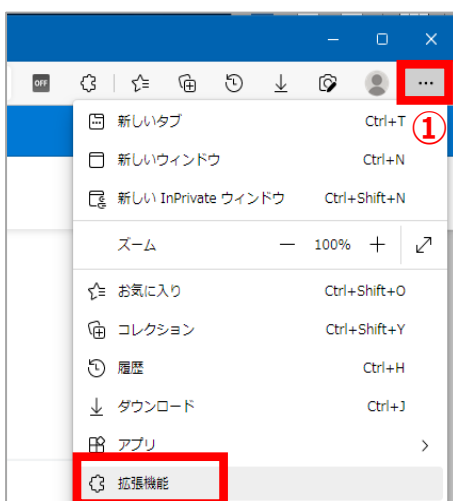 OFF
①
新しいタブ Ctrl+T
新しいウィンドウ Ctrl+N
新しい InPrivate ウィンドウ Ctrl+Shift+N
ズーム — 100% +
お気に入り Ctrl+Shift+O
コレクション Ctrl+Shift+Y
履歴 Ctrl+H
ダウンロード Ctrl+J
アプリ
拡張機能